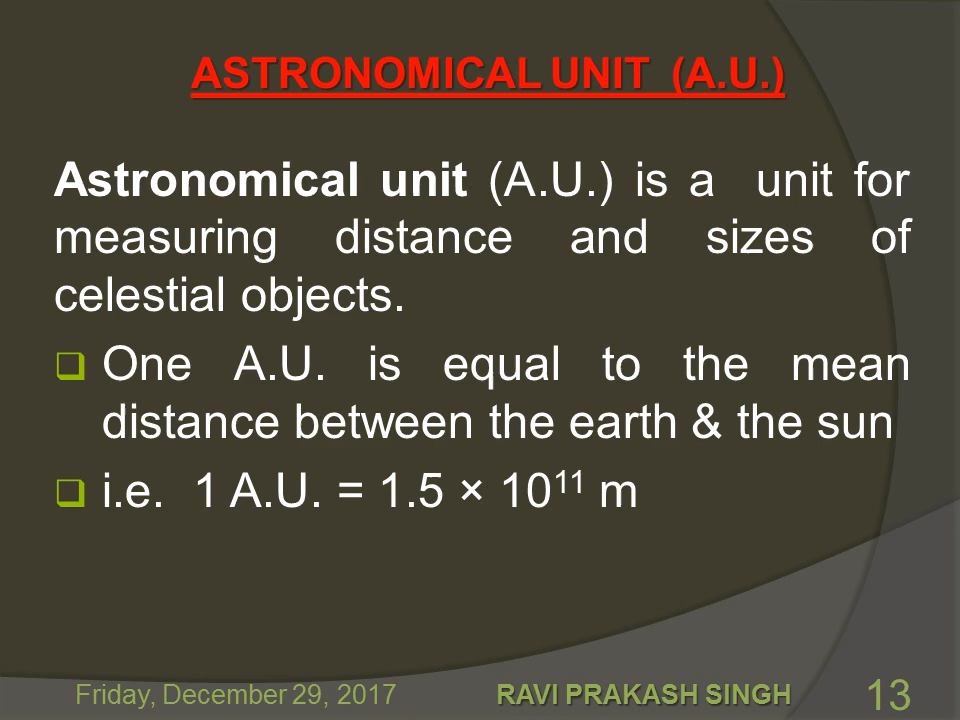 ASTRONOMICAL UNIT (A.U.)
Astronomical unit (A.U.) is a unit for
measuring distance and sizes of
celestial objects.
One A.U. is equal to the mean
distance between the earth & the sun
i.e. 1 A.U. = 1.5 × 10¹¹ m
Friday, December 29, 2017 RAVI PRAKASH SINGH 13